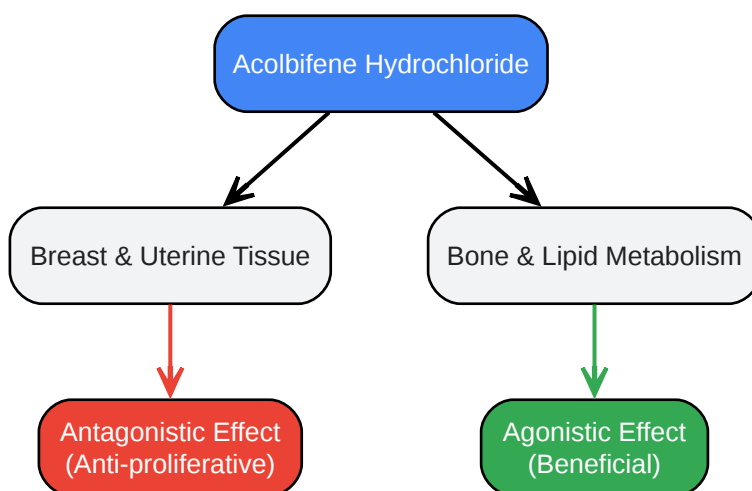 Acolbifene Hydrochloride
Breast & Uterine Tissue
Bone & Lipid Metabolism
Antagonistic Effect
(Anti-proliferative)
Agonistic Effect
(Beneficial)